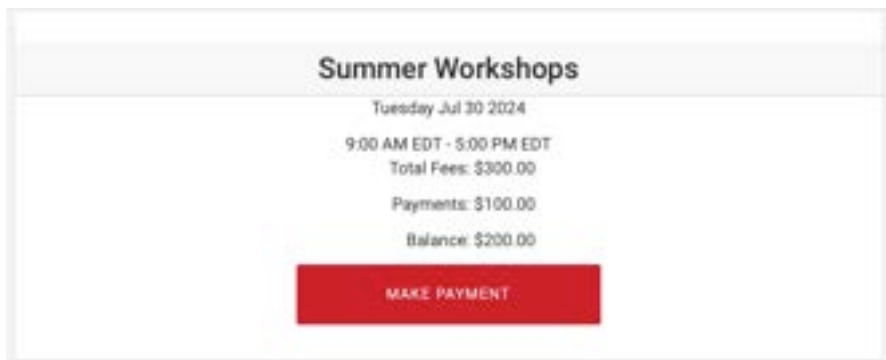 Summer Workshops
Tuesday Jul 30 2024
9:00 AM EDT - 5:00 PM EDT
Total Fees: $300.00
Payments: $100.00
Balance: $200.00
MAKE PAYMENT